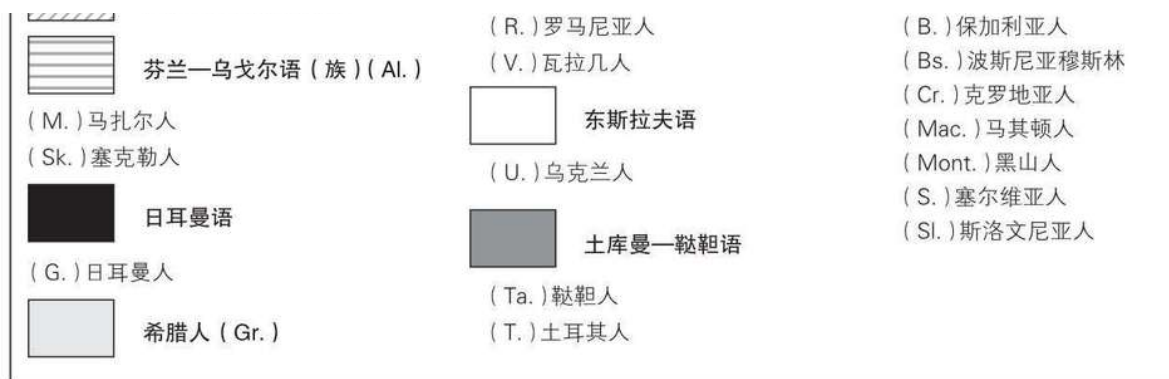 芬兰—乌戈尔语（族）（Al.）
（M.）马扎尔人
（Sk.）塞克勒人
日耳曼语
（G.）日耳曼人
希腊人（Gr.）
（R.）罗马尼亚人
（V.）瓦拉几人
东斯拉夫语
（U.）乌克兰人
土库曼—鞑靼语
（Ta.）鞑靼人
（T.）土耳其人
（B.）保加利亚人
（Bs.）波斯尼亚穆斯林
（Cr.）克罗地亚人
（Mac.）马其顿人
（Mont.）黑山人
（S.）塞尔维亚人
（Sl.）斯洛文尼亚人